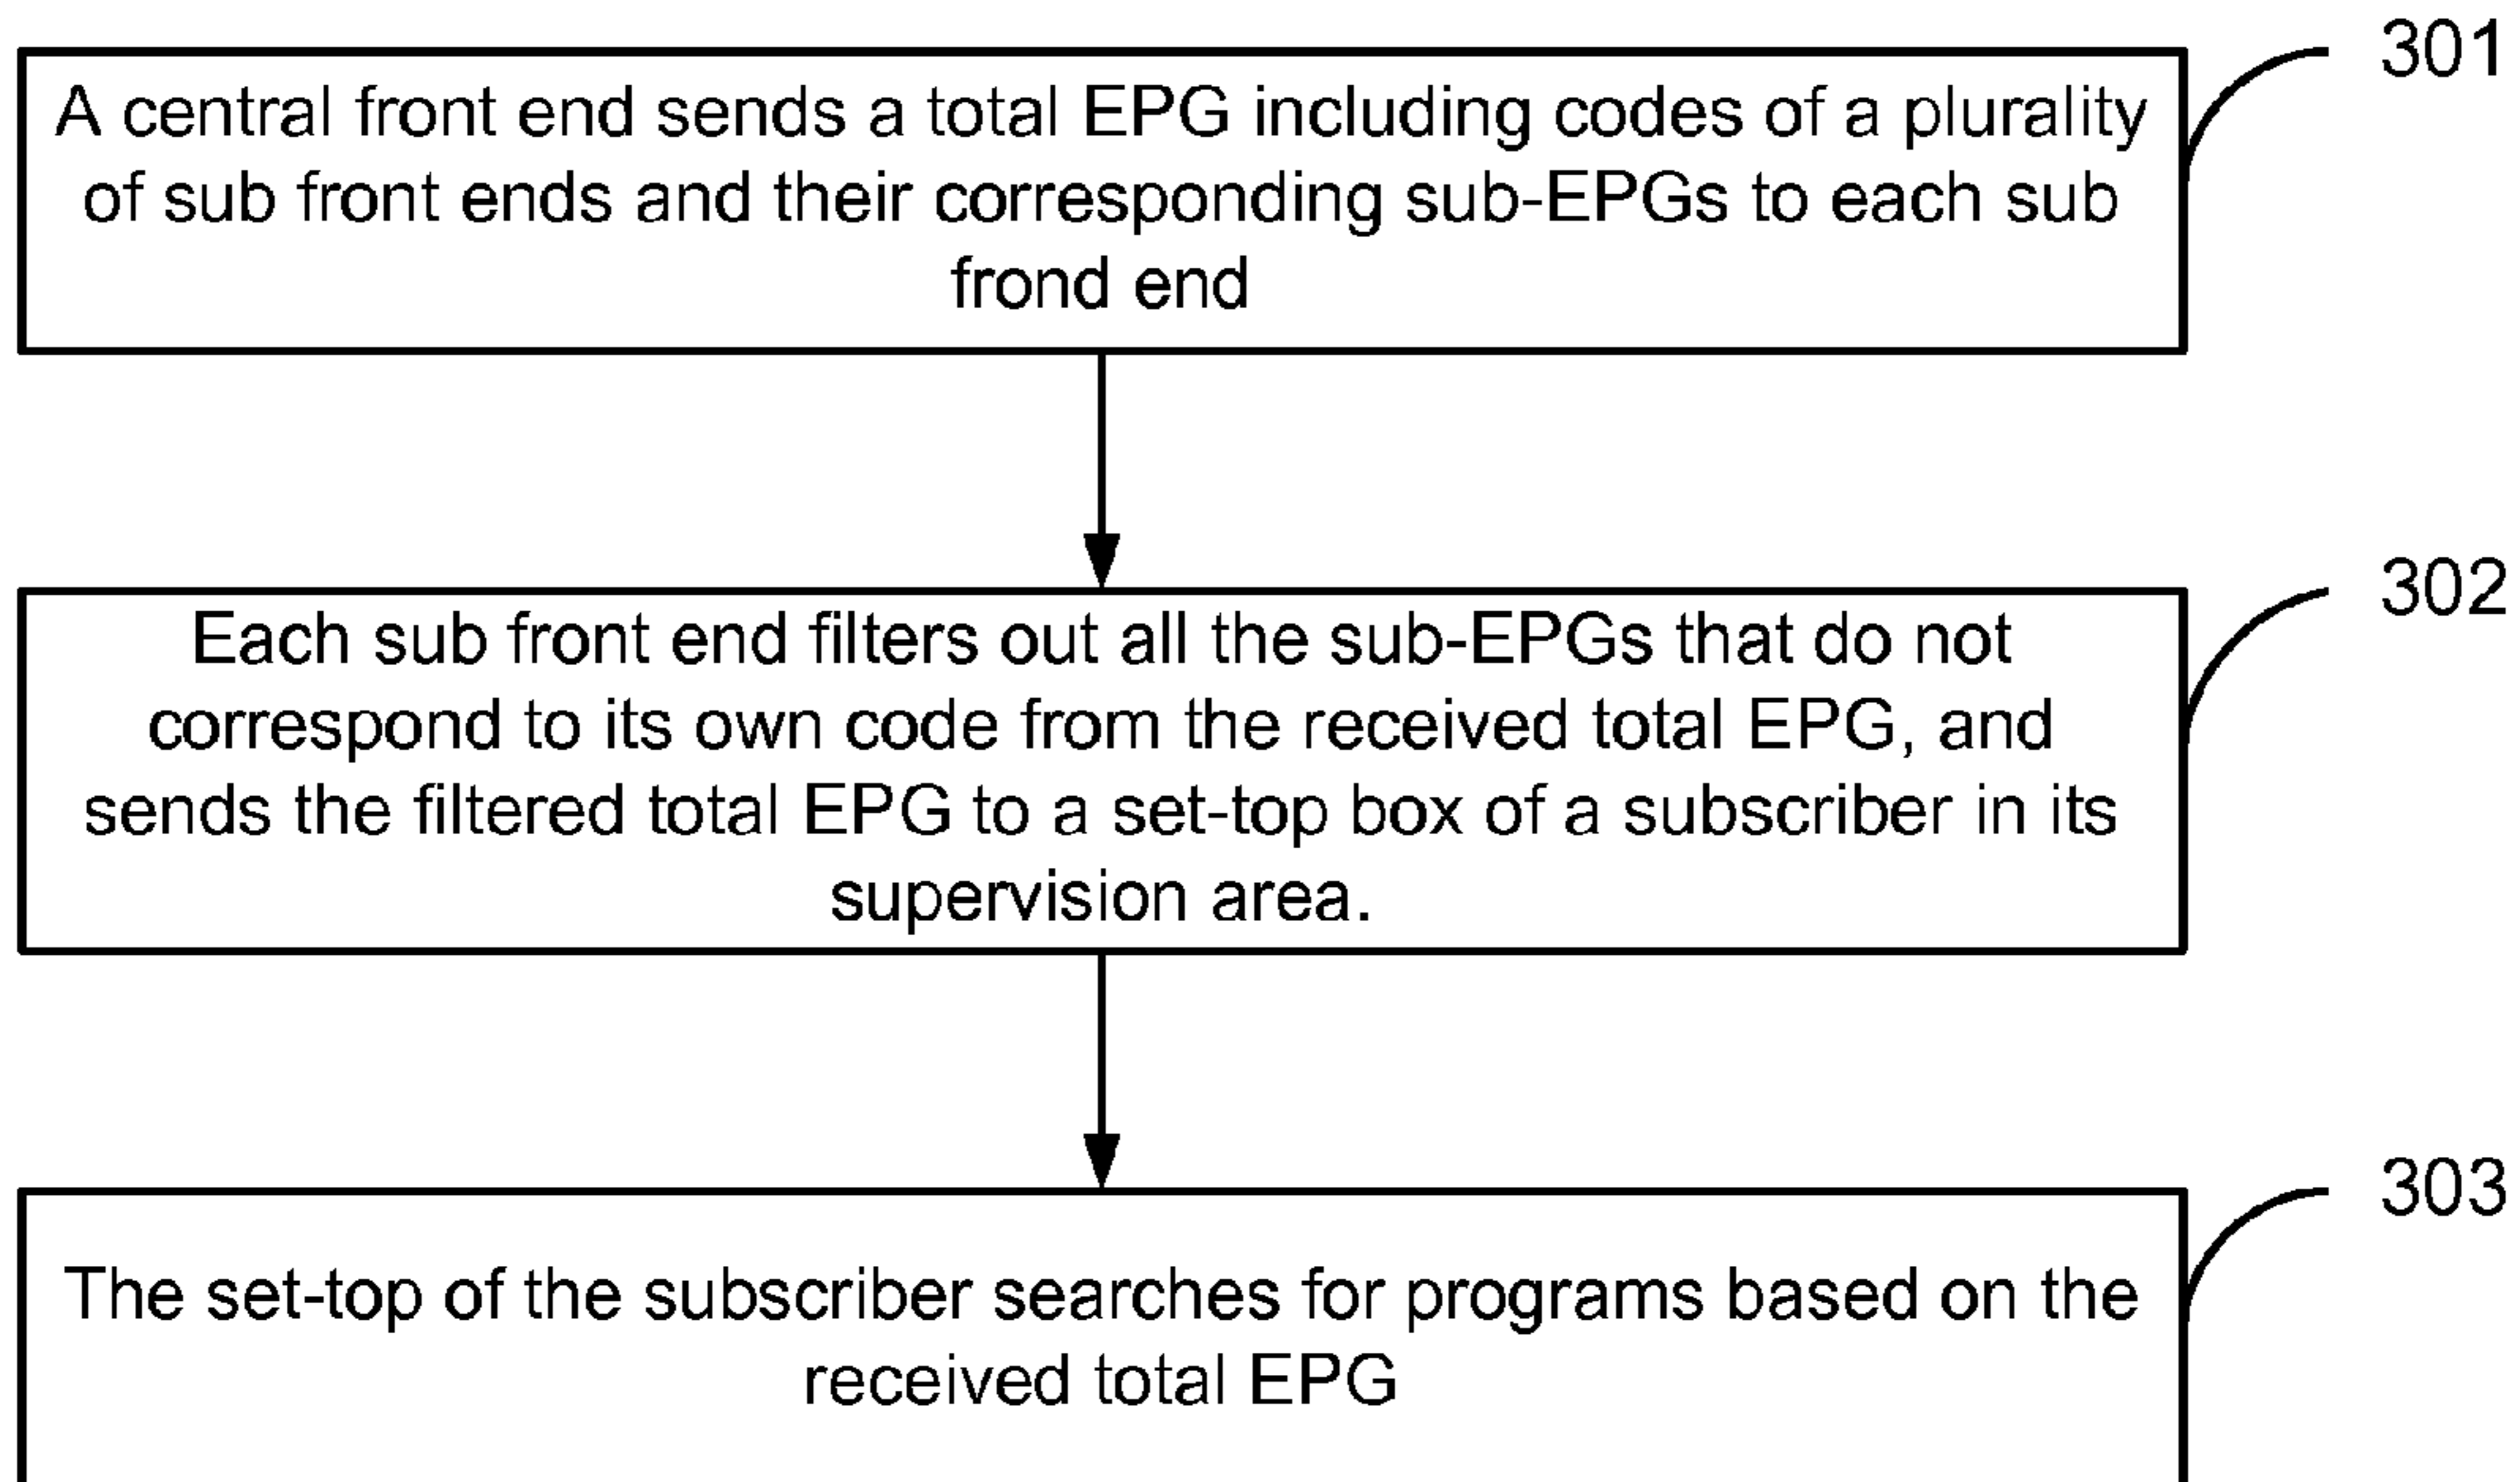 301
A central front end sends a total EPG including codes of a plurality
of sub front ends and their corresponding sub-EPGs to each sub
frond end
302
Each sub front end filters out all the sub-EPGs that do not
correspond to its own code from the received total EPG, and
sends the filtered total EPG to a set-top box of a subscriber in its
supervision area.
303
The set-top of the subscriber searches for programs based on the
received total EPG